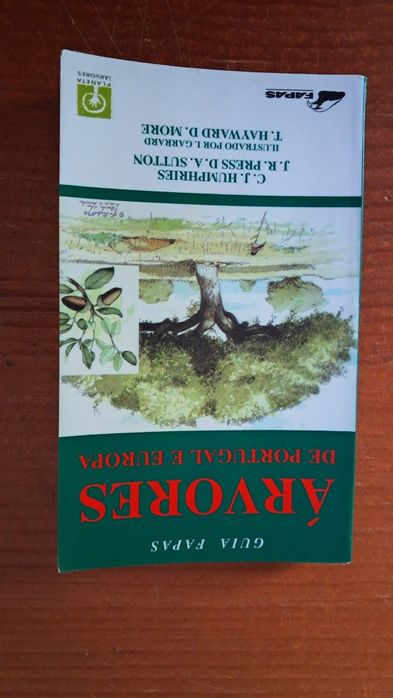 GUIA FAPAS
ÁRVORES
DE PORTUGAL E EUROPA
C. J. HUMPHRIES
J. R. PRESS D. A. SUTTON
ILUSTRADO POR I. GARRARD
T. HAYWARD D. MORE
FAPAS
PLANETA
ÁRVORES